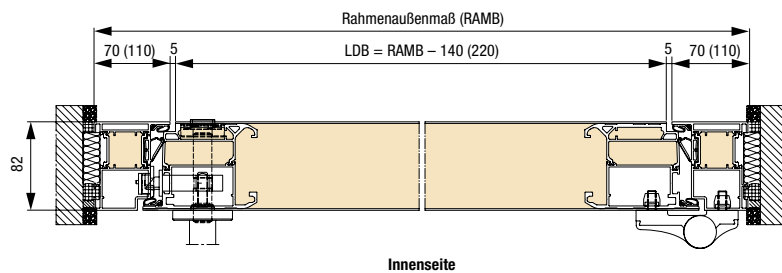 Rahmenaußenmaß (RAMB)
70 (110) 5 LDB = RAMB – 140 (220) 5 70 (110)
82
Innenseite